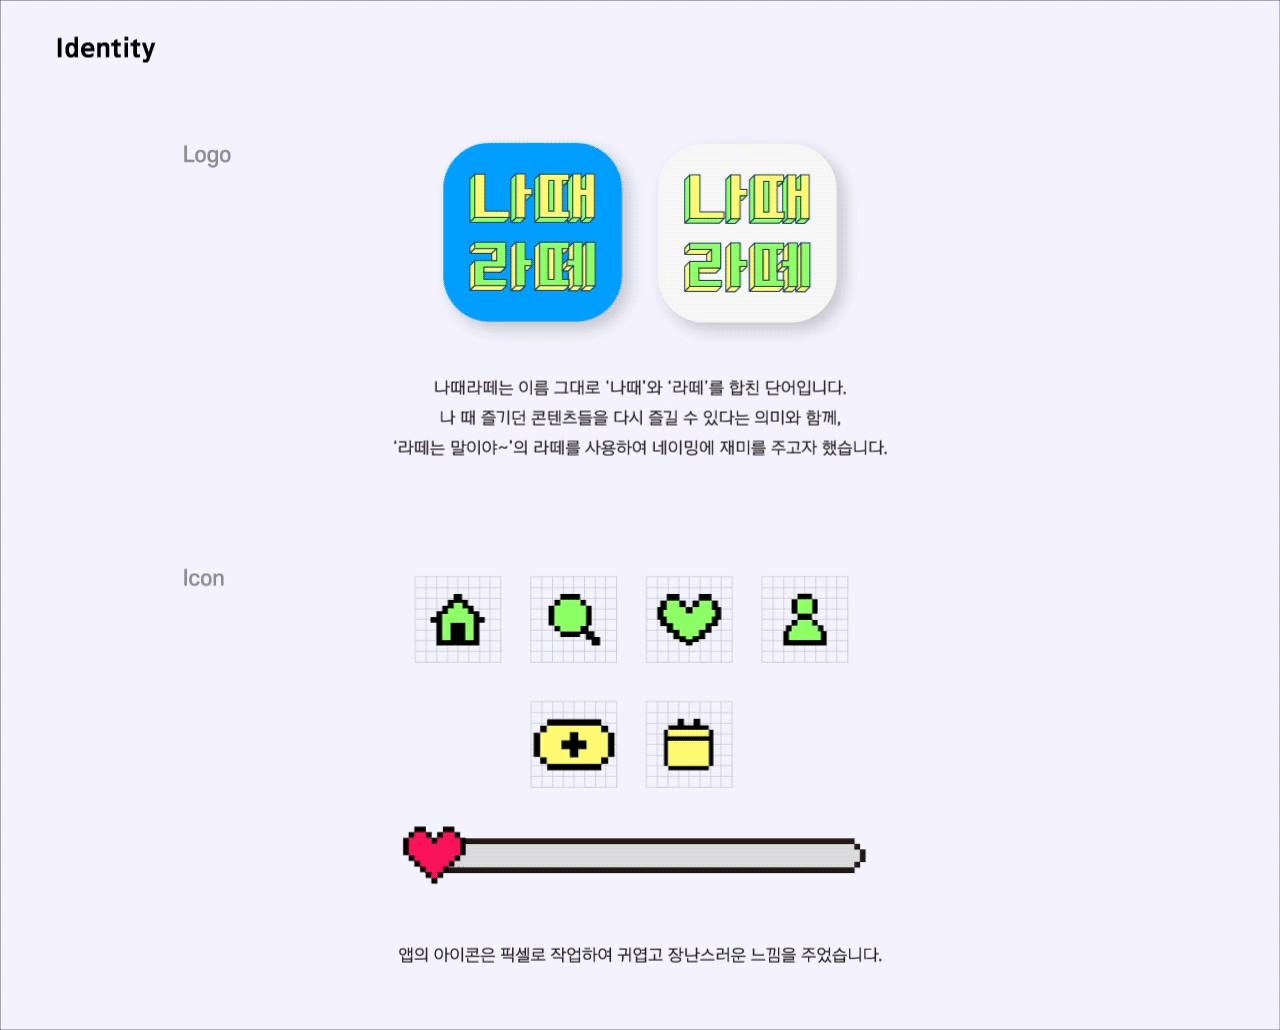 Identity
Logo
나때
라떼
나때
라떼
나때라떼는 이름 그대로 ‘나때’와 ‘라떼’를 합친 단어입니다.
나 때 즐기던 콘텐츠들을 다시 즐길 수 있다는 의미와 함께,
‘라떼는 말이야~’의 라떼를 사용하여 네이밍에 재미를 주고자 했습니다.
Icon
앱의 아이콘은 픽셀로 작업하여 귀엽고 장난스러운 느낌을 주었습니다.